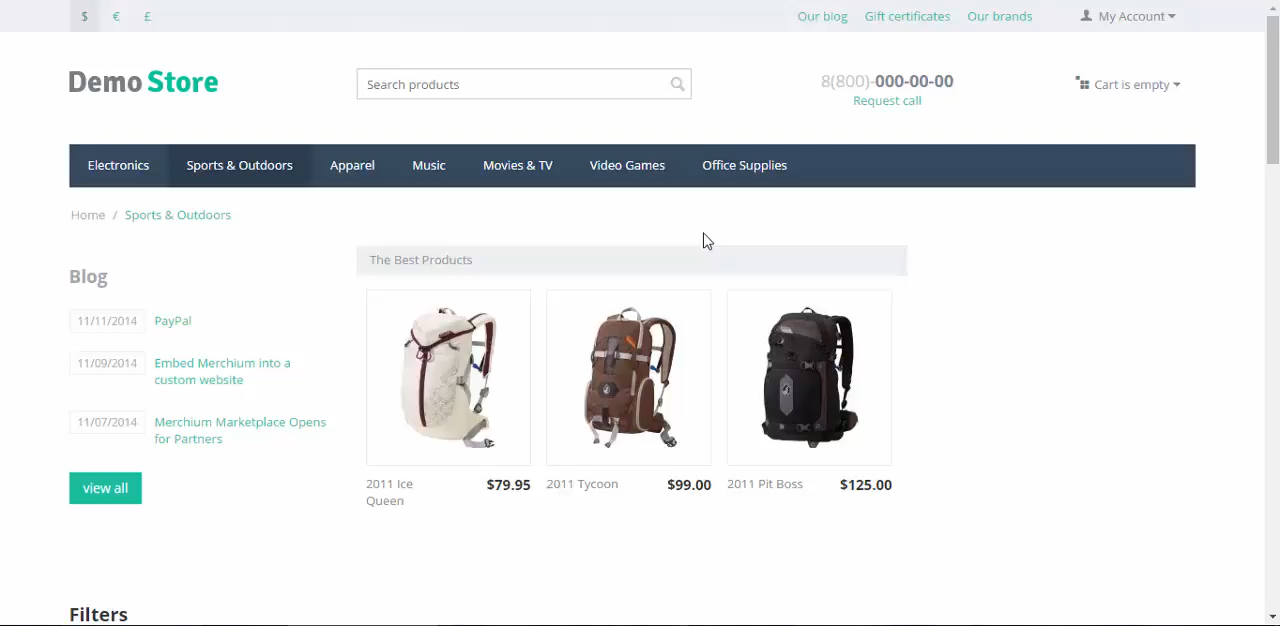 $ € £ Our blog Gift certificates Our brands My Account
Demo Store
Search products
8(800)-000-00-00
Request call
Cart is empty
Electronics Sports & Outdoors Apparel Music Movies & TV Video Games Office Supplies
Home / Sports & Outdoors
The Best Products
Blog
11/11/2014 PayPal
11/09/2014 Embed Merchium into a
custom website
11/07/2014 Merchium Marketplace Opens
for Partners
view all
2011 Ice
Queen
$79.95
2011 Tycoon $99.00
2011 Pit Boss $125.00
Filters